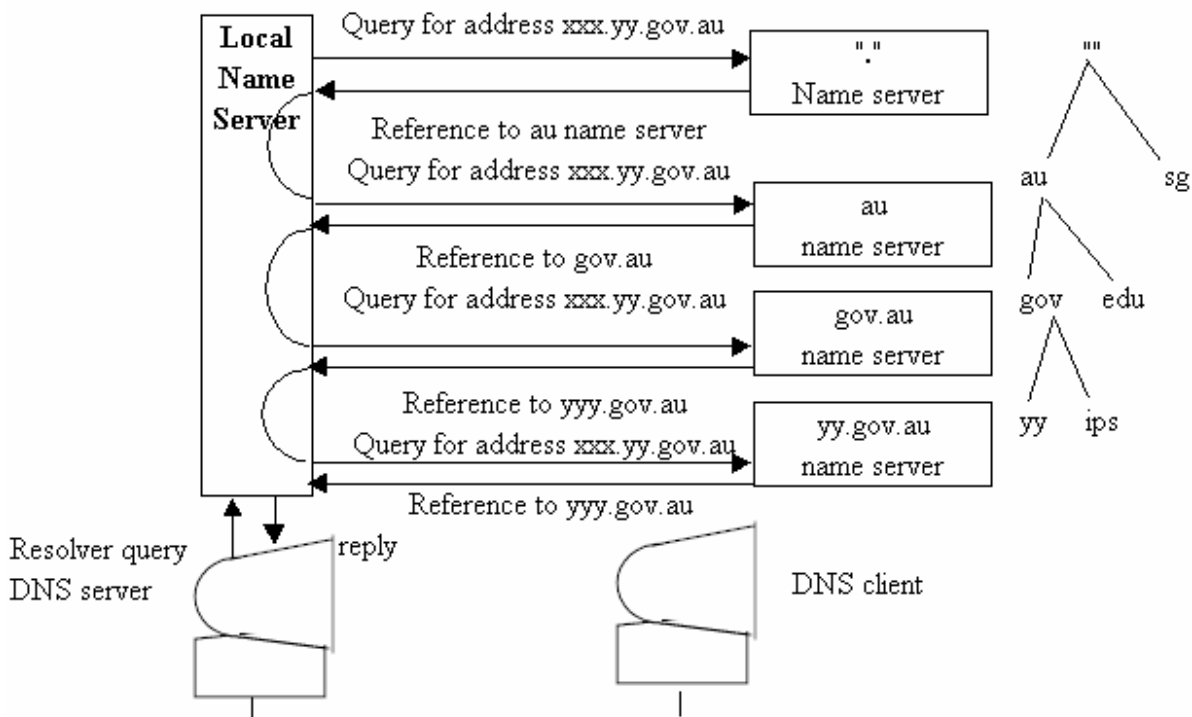 Local
Name
Server
Query for address xxx.yy.gov.au
"."
Name server
""
Reference to au name server
Query for address xxx.yy.gov.au
au
name server
au
sg
Reference to gov.au
Query for address xxx.yy.gov.au
gov.au
name server
gov
edu
Reference to yyy.gov.au
Query for address xxx.yy.gov.au
yy.gov.au
name server
yy
ips
Reference to yyy.gov.au
Resolver query
DNS server
reply
DNS client